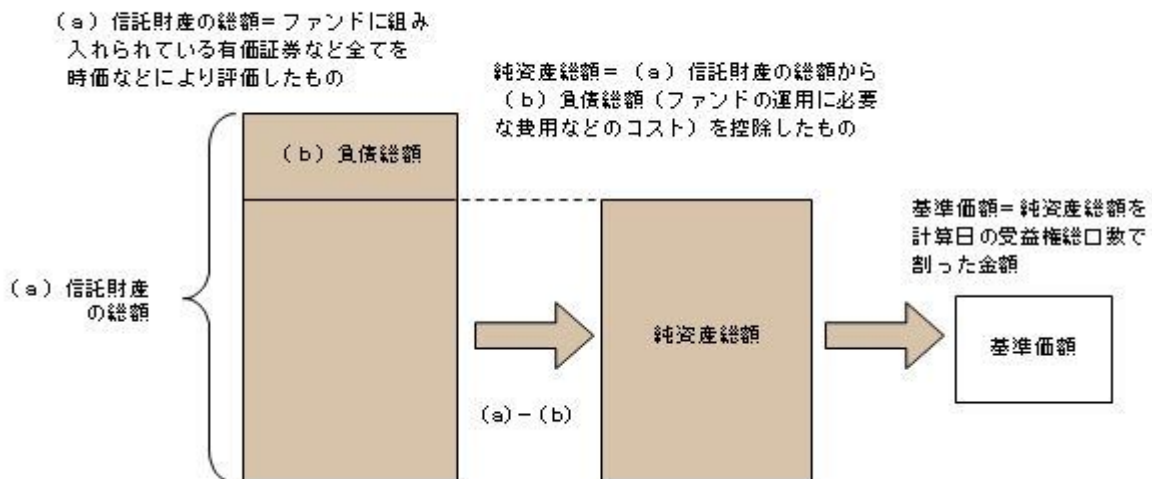 （a）信託財産の総額＝ファンドに組み
入れられている有価証券など全てを
時価などにより評価したもの
純資産総額＝（a）信託財産の総額から
（b）負債総額（ファンドの運用に必要
な費用などのコスト）を控除したもの
（b）負債総額
基準価額＝純資産総額を
計算日の受益権総口数で
割った金額
（a）信託財産
の総額
純資産総額
基準価額
（a）－（b）